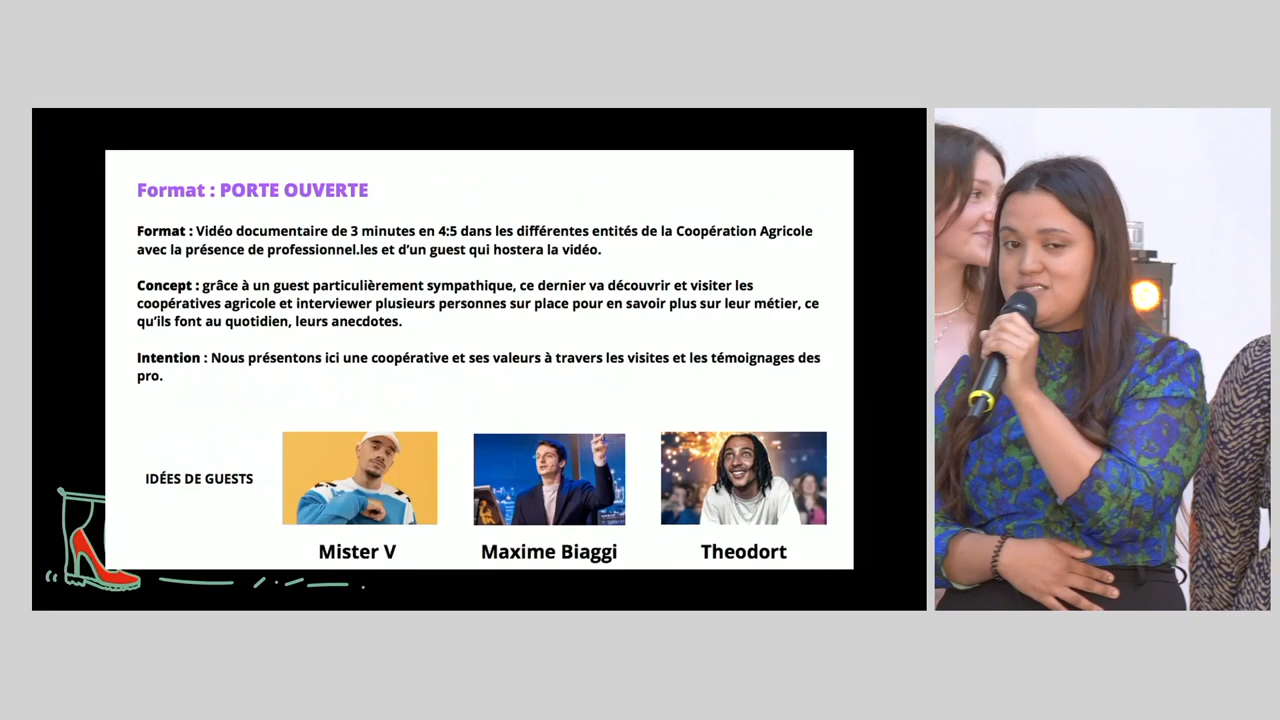 Format : PORTE OUVERTE
Format : Vidéo documentaire de 3 minutes en 4:5 dans les différentes entités de la Coopération Agricole
avec la présence de professionnel.les et d'un guest qui hostera la vidéo.
Concept : grâce à un guest particulièrement sympathique, ce dernier va découvrir et visiter les
coopératives agricole et interviewer plusieurs personnes sur place pour en savoir plus sur leur métier, ce
qu'ils font au quotidien, leurs anecdotes.
Intention : Nous présentons ici une coopérative et ses valeurs à travers les visites et les témoignages des
pro.
IDÉES DE GUESTS
Mister V
Maxime Biaggi
Theodort